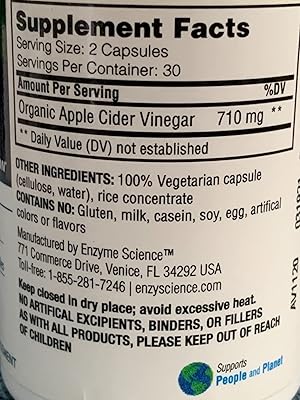 Supplement Facts
Serving Size: 2 Capsules
Servings Per Container: 30
Amount Per Serving %DV
Organic Apple Cider Vinegar 710 mg **
** Daily Value (DV) not established
OTHER INGREDIENTS: 100% Vegetarian capsule
(cellulose, water), rice concentrate
CONTAINS NO: Gluten, milk, casein, soy, egg, artifical
colors or flavors
Manufactured by Enzyme Science™
771 Commerce Drive, Venice, FL 34292 USA
Toll-free: 1-855-281-7246 | enzyscience.com
Keep closed in dry place; avoid excessive heat.
NO ARTIFICAL EXCIPIENTS, BINDERS, OR FILLERS
AS WITH ALL PRODUCTS, PLEASE KEEP OUT OF REACH
OF CHILDREN
Supports
People and Planet
AV1120